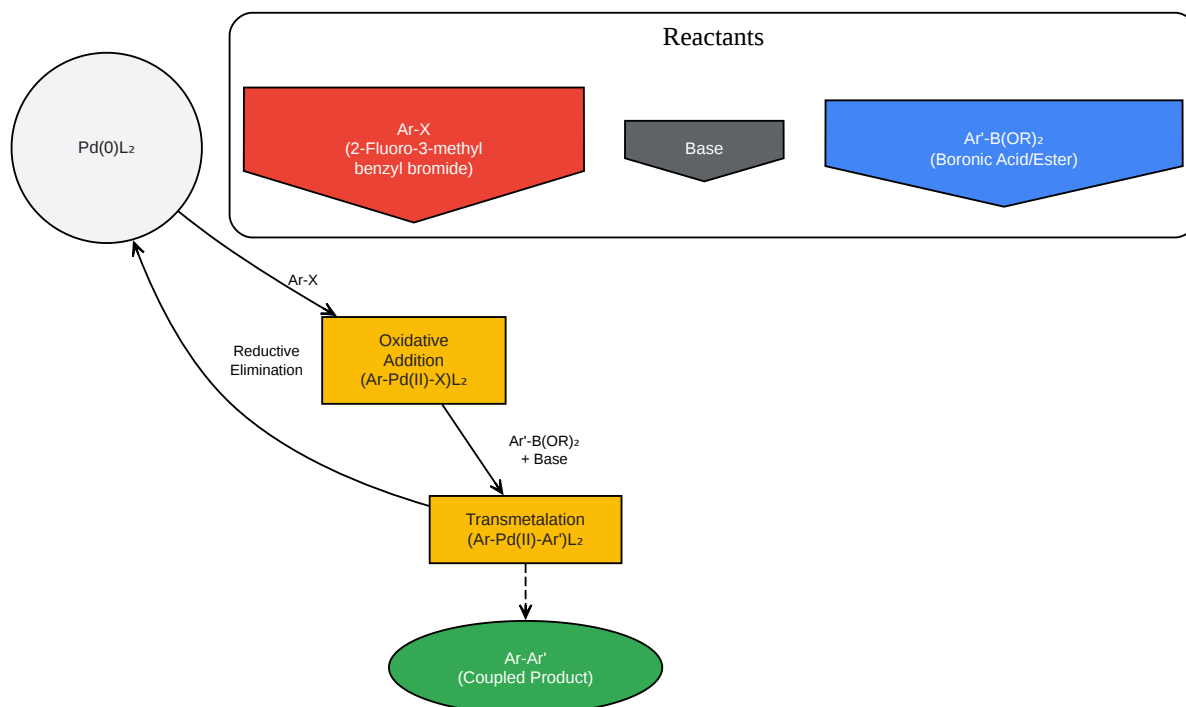 Reactants
Pd(0)L₂
Ar-X
(2-Fluoro-3-methyl
benzyl bromide)
Base
Ar'-B(OR)₂
(Boronic Acid/Ester)
Ar-X
Reductive
Elimination
Oxidative
Addition
(Ar-Pd(II)-X)L₂
Ar'-B(OR)₂
+ Base
Transmetalation
(Ar-Pd(II)-Ar')L₂
Ar-Ar'
(Coupled Product)